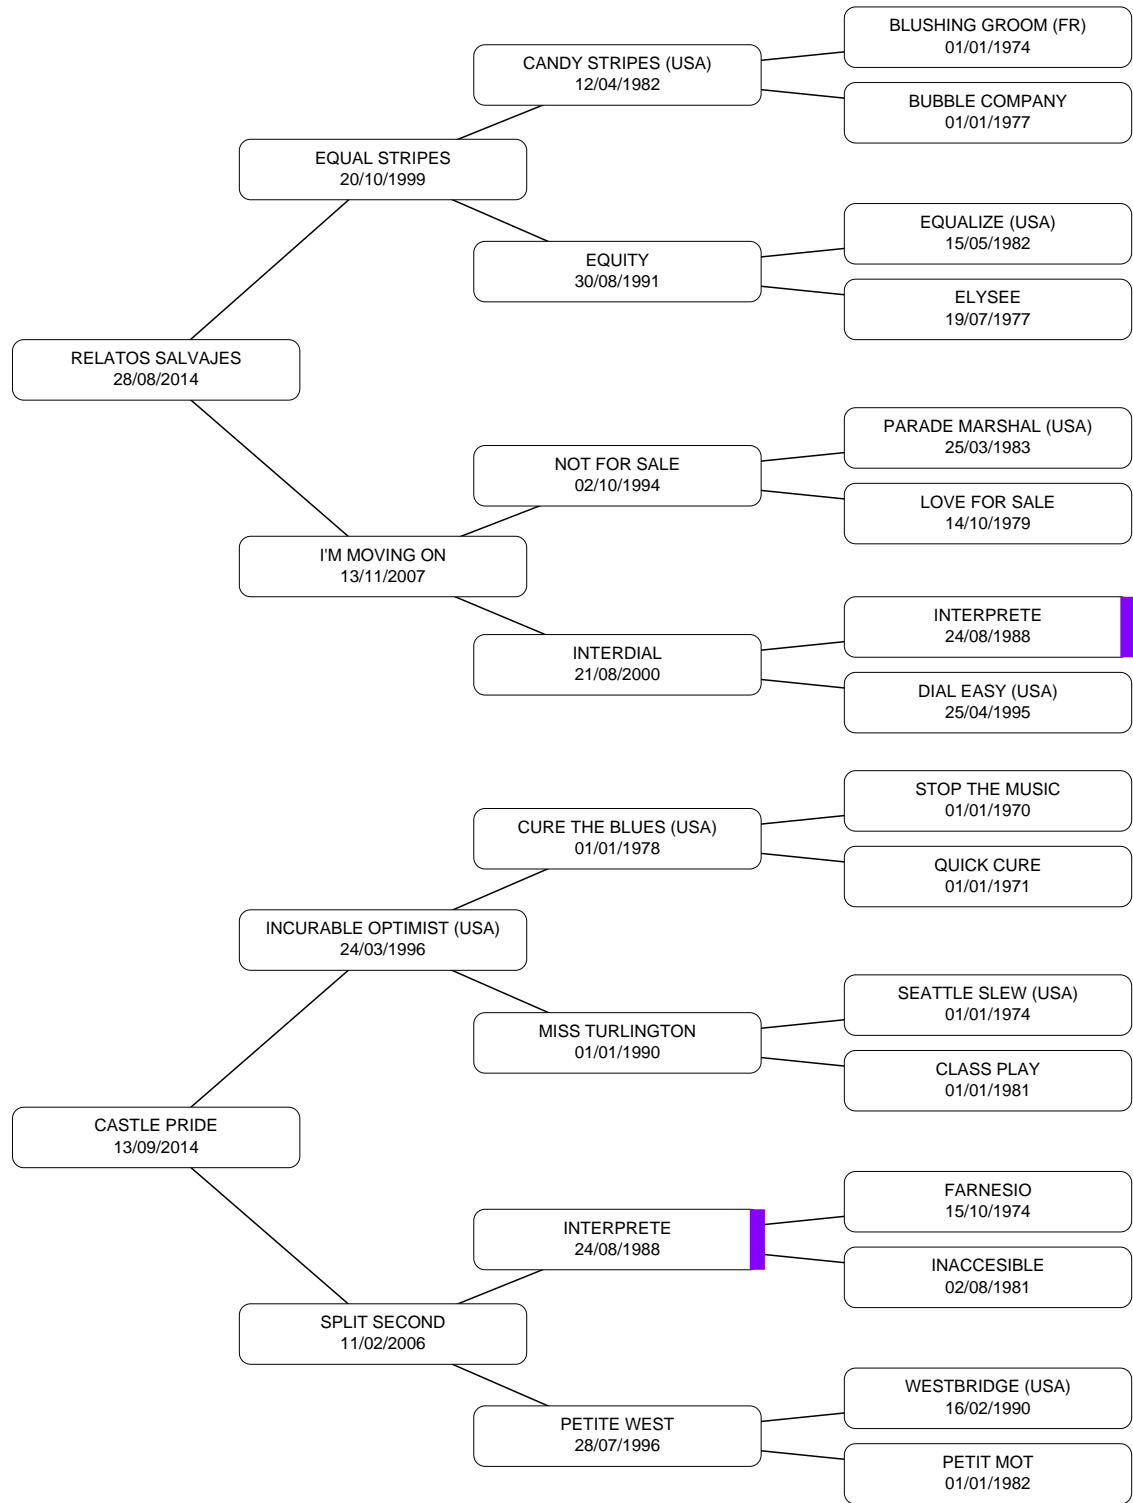 BLUSHING GROOM (FR)
01/01/1974
CANDY STRIPES (USA)
12/04/1982
BUBBLE COMPANY
01/01/1977
EQUAL STRIPES
20/10/1999
EQUALIZE (USA)
15/05/1982
EQUITY
30/08/1991
ELYSEE
19/07/1977
RELATOS SALVAJES
28/08/2014
PARADE MARSHAL (USA)
25/03/1983
NOT FOR SALE
02/10/1994
LOVE FOR SALE
14/10/1979
I'M MOVING ON
13/11/2007
INTERPRETE
24/08/1988
INTERDIAL
21/08/2000
DIAL EASY (USA)
25/04/1995
STOP THE MUSIC
01/01/1970
CURE THE BLUES (USA)
01/01/1978
QUICK CURE
01/01/1971
INCURABLE OPTIMIST (USA)
24/03/1996
SEATTLE SLEW (USA)
01/01/1974
MISS TURLINGTON
01/01/1990
CLASS PLAY
01/01/1981
CASTLE PRIDE
13/09/2014
FARNESIO
15/10/1974
INTERPRETE
24/08/1988
INACCESIBLE
02/08/1981
SPLIT SECOND
11/02/2006
WESTBRIDGE (USA)
16/02/1990
PETITE WEST
28/07/1996
PETIT MOT
01/01/1982